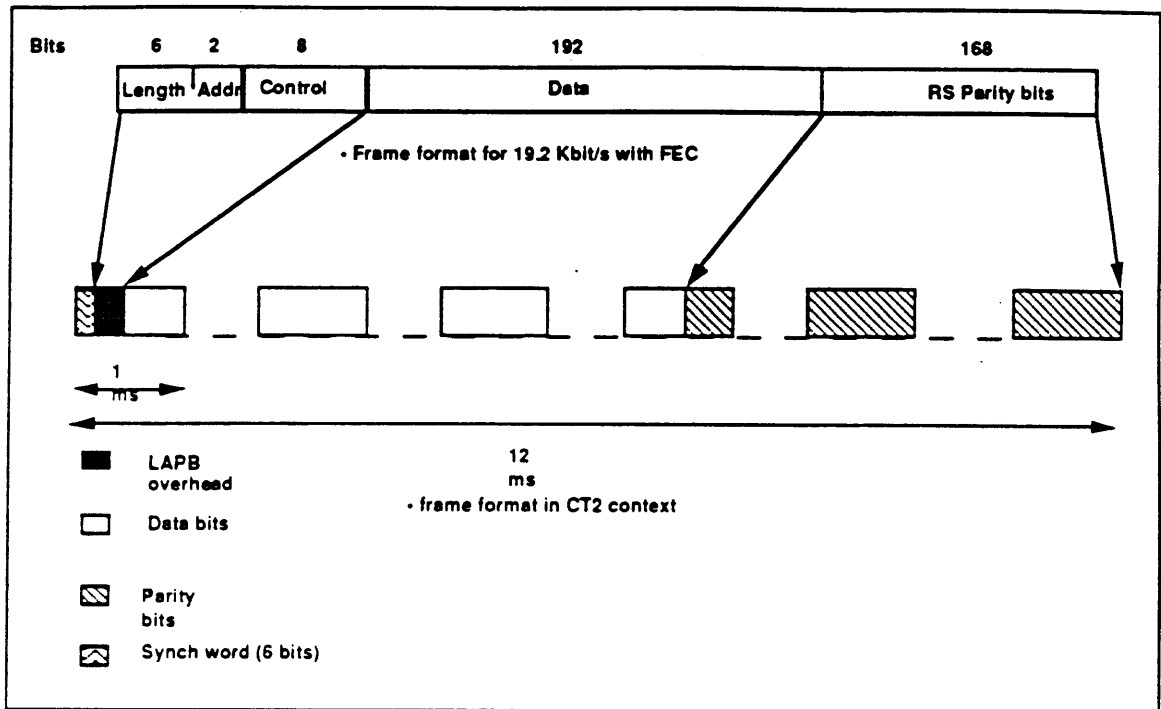 Bits 6 2 8 192 168
Length Addr Control Data RS Parity bits
• Frame format for 19.2 Kbit/s with FEC
1
ms
12
ms
• frame format in CT2 context
LAPB
overhead
Data bits
Parity
bits
Synch word (6 bits)